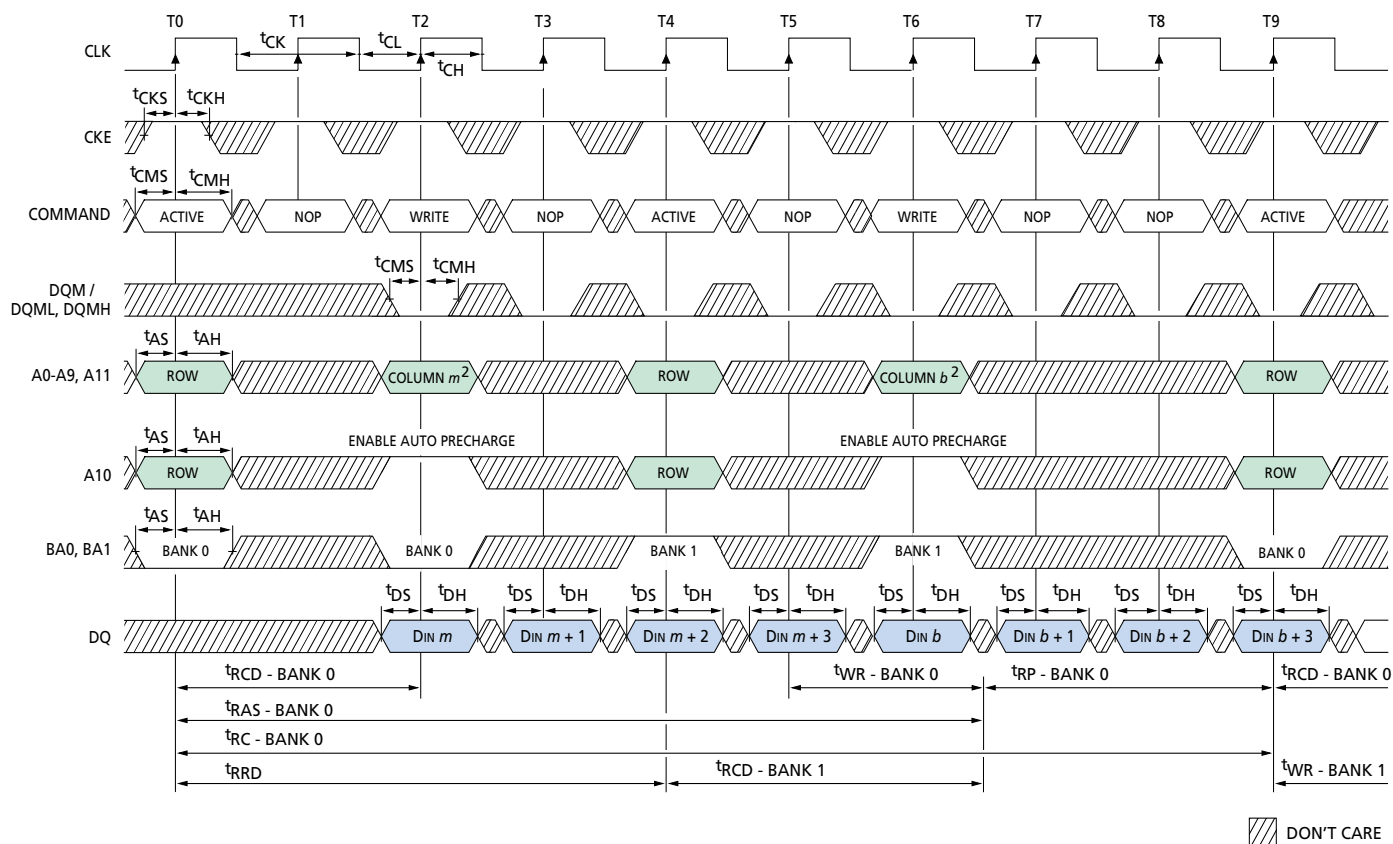 T0 T1 T2 T3 T4 T5 T6 T7 T8 T9
CLK
tCK tCL
tCH
tCKS tCKH
CKE
tCMS tCMH
COMMAND ACTIVE NOP WRITE NOP ACTIVE NOP WRITE NOP NOP ACTIVE
tCMS tCMH
DQM /
DQML, DQMH
tAS tAH
A0-A9, A11 ROW COLUMN m2 ROW COLUMN b2 ROW
tAS tAH ENABLE AUTO PRECHARGE ENABLE AUTO PRECHARGE
A10 ROW ROW ROW
tAS tAH
BA0, BA1 BANK 0 BANK 0 BANK 1 BANK 1 BANK 0
tDS tDH tDS tDH tDS tDH tDS tDH tDS tDH tDS tDH tDS tDH tDS tDH
DQ DIN m DIN m + 1 DIN m + 2 DIN m + 3 DIN b DIN b + 1 DIN b + 2 DIN b + 3
tRCD - BANK 0 tWR - BANK 0 tRP - BANK 0 tRCD - BANK 0
tRAS - BANK 0
tRC - BANK 0
tRRD tRCD - BANK 1 tWR - BANK 1
DON'T CARE